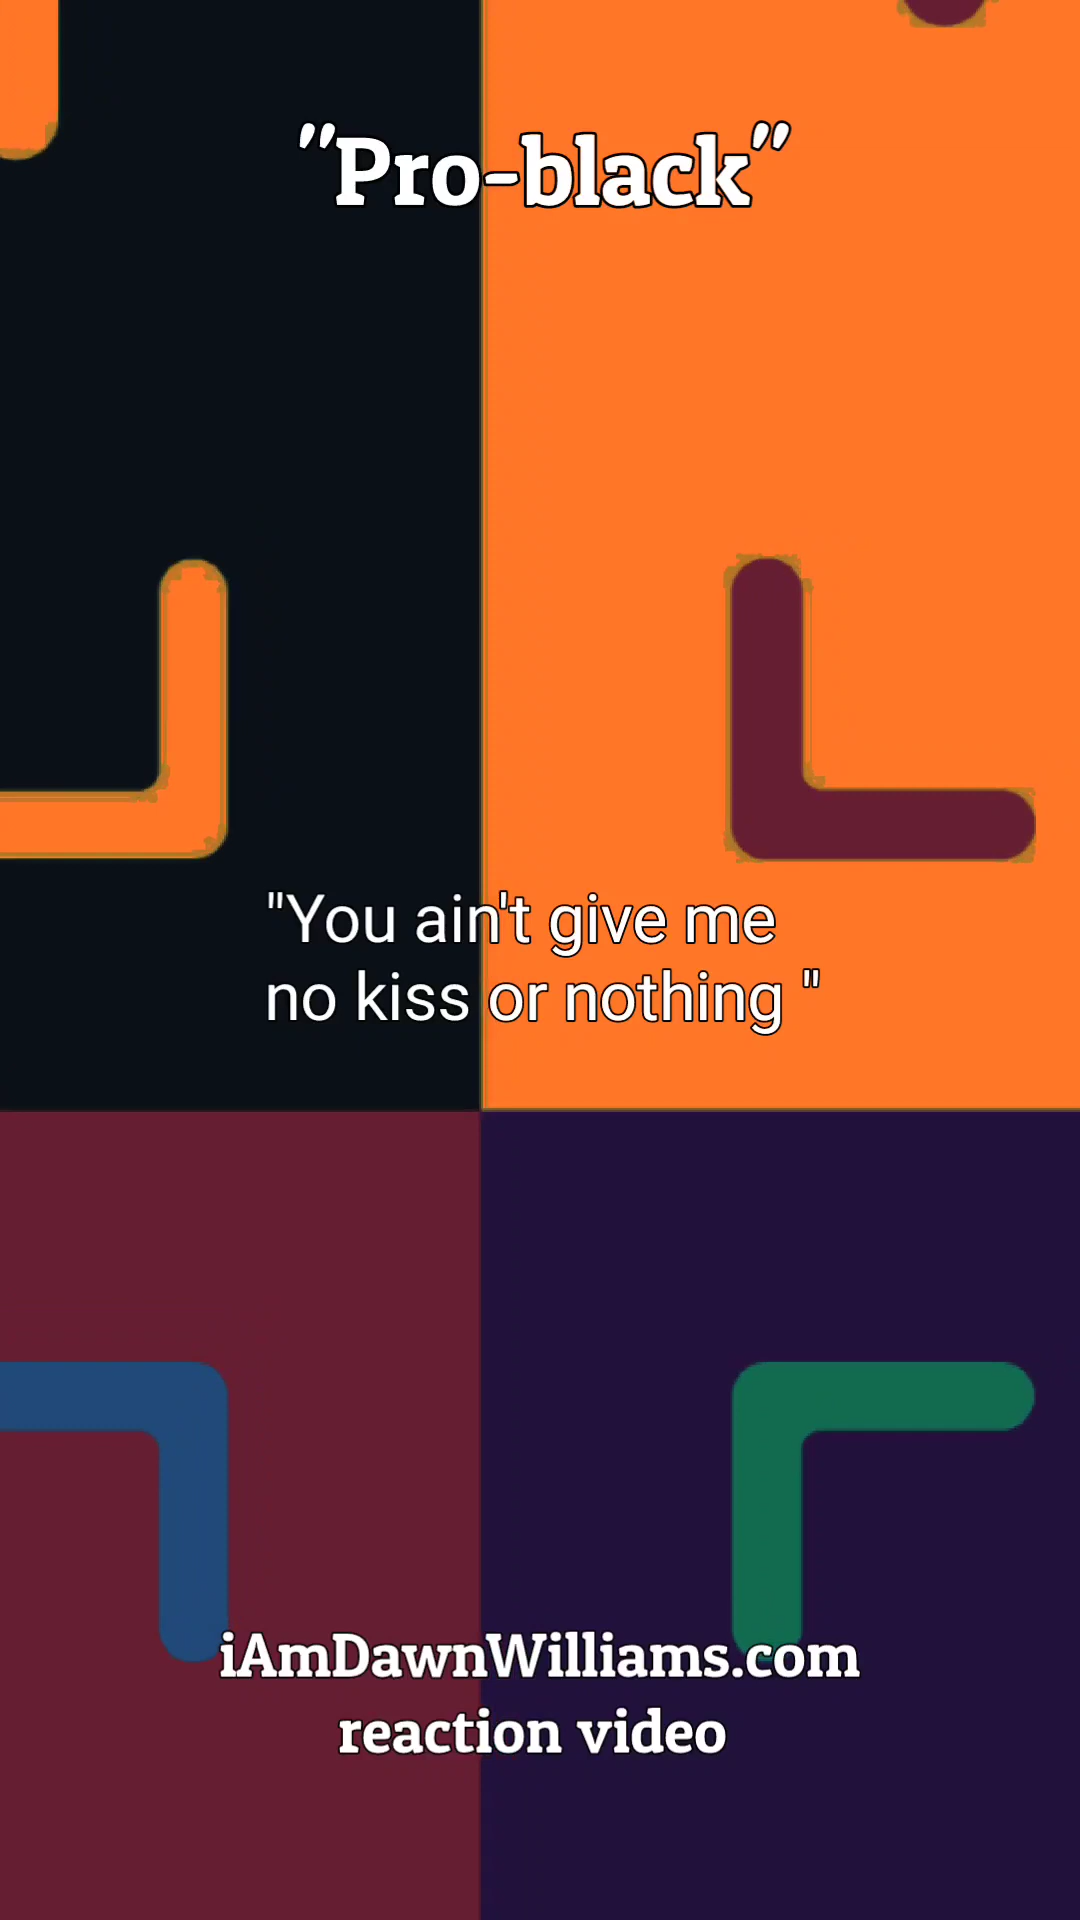 "Pro-black"
"You ain't give me
no kiss or nothing "
iAmDawnWilliams.com
reaction video